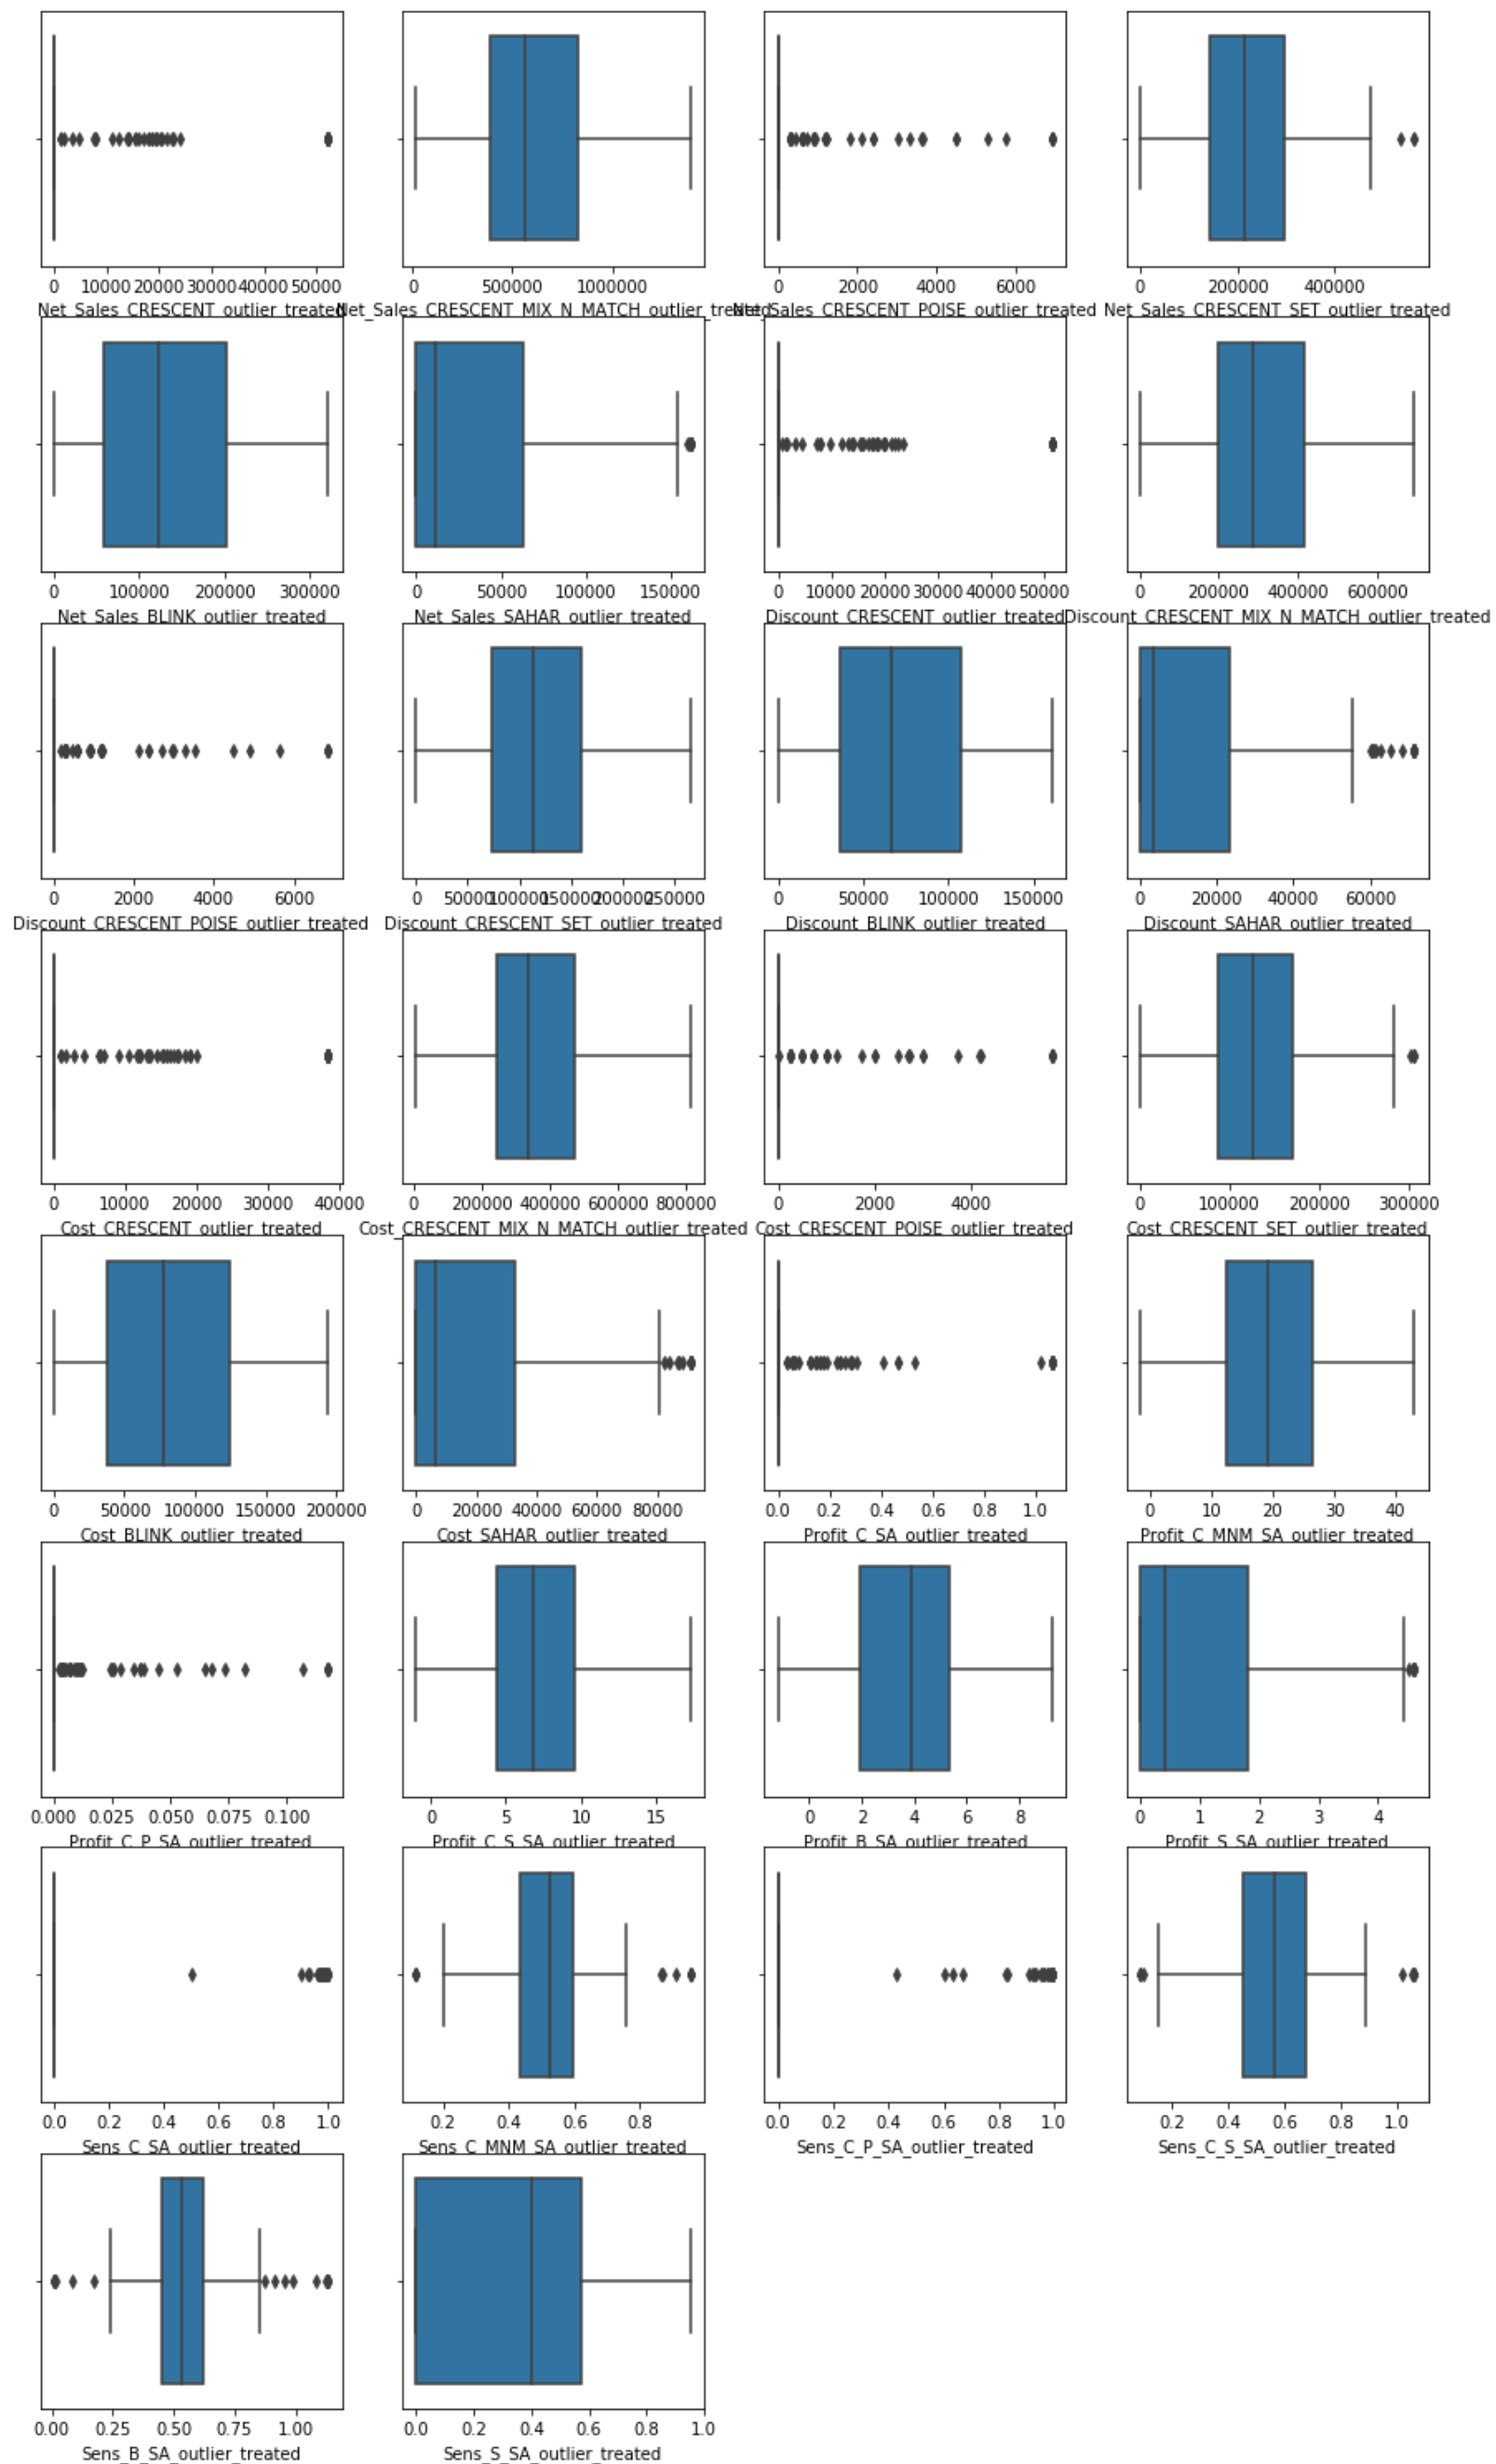 0 10000 20000 30000 40000 50000
Net_Sales_CRESCENT_outlier_treated
0 500000 1000000
Net_Sales_CRESCENT_MIX_N_MATCH_outlier_treated
0 2000 4000 6000
Net_Sales_CRESCENT_POISE_outlier_treated
0 200000 400000
Net_Sales_CRESCENT_SET_outlier_treated
0 100000 200000 300000
Net_Sales_BLINK_outlier_treated
0 50000 100000 150000
Net_Sales_SAHAR_outlier_treated
0 10000 20000 30000 40000 50000
Discount_CRESCENT_outlier_treated
0 200000 400000 600000
Discount_CRESCENT_MIX_N_MATCH_outlier_treated
0 2000 4000 6000
Discount_CRESCENT_POISE_outlier_treated
0 50000 100000 150000 200000 250000
Discount_CRESCENT_SET_outlier_treated
0 50000 100000 150000
Discount_BLINK_outlier_treated
0 20000 40000 60000
Discount_SAHAR_outlier_treated
0 10000 20000 30000 40000
Cost_CRESCENT_outlier_treated
0 200000 400000 600000 800000
Cost_CRESCENT_MIX_N_MATCH_outlier_treated
0 2000 4000
Cost_CRESCENT_POISE_outlier_treated
0 100000 200000 300000
Cost_CRESCENT_SET_outlier_treated
0 50000 100000 150000 200000
Cost_BLINK_outlier_treated
0 20000 40000 60000 80000
Cost_SAHAR_outlier_treated
0.0 0.2 0.4 0.6 0.8 1.0
Profit_C_SA_outlier_treated
0 10 20 30 40
Profit_C_MNM_SA_outlier_treated
0.000 0.025 0.050 0.075 0.100
Profit_C_P_SA_outlier_treated
0 5 10 15
Profit_C_S_SA_outlier_treated
0 2 4 6 8
Profit_B_SA_outlier_treated
0 1 2 3 4
Profit_S_SA_outlier_treated
0.0 0.2 0.4 0.6 0.8 1.0
Sens_C_SA_outlier_treated
0.2 0.4 0.6 0.8
Sens_C_MNM_SA_outlier_treated
0.0 0.2 0.4 0.6 0.8 1.0
Sens_C_P_SA_outlier_treated
0.2 0.4 0.6 0.8 1.0
Sens_C_S_SA_outlier_treated
0.00 0.25 0.50 0.75 1.00
Sens_B_SA_outlier_treated
0.0 0.2 0.4 0.6 0.8 1.0
Sens_S_SA_outlier_treated